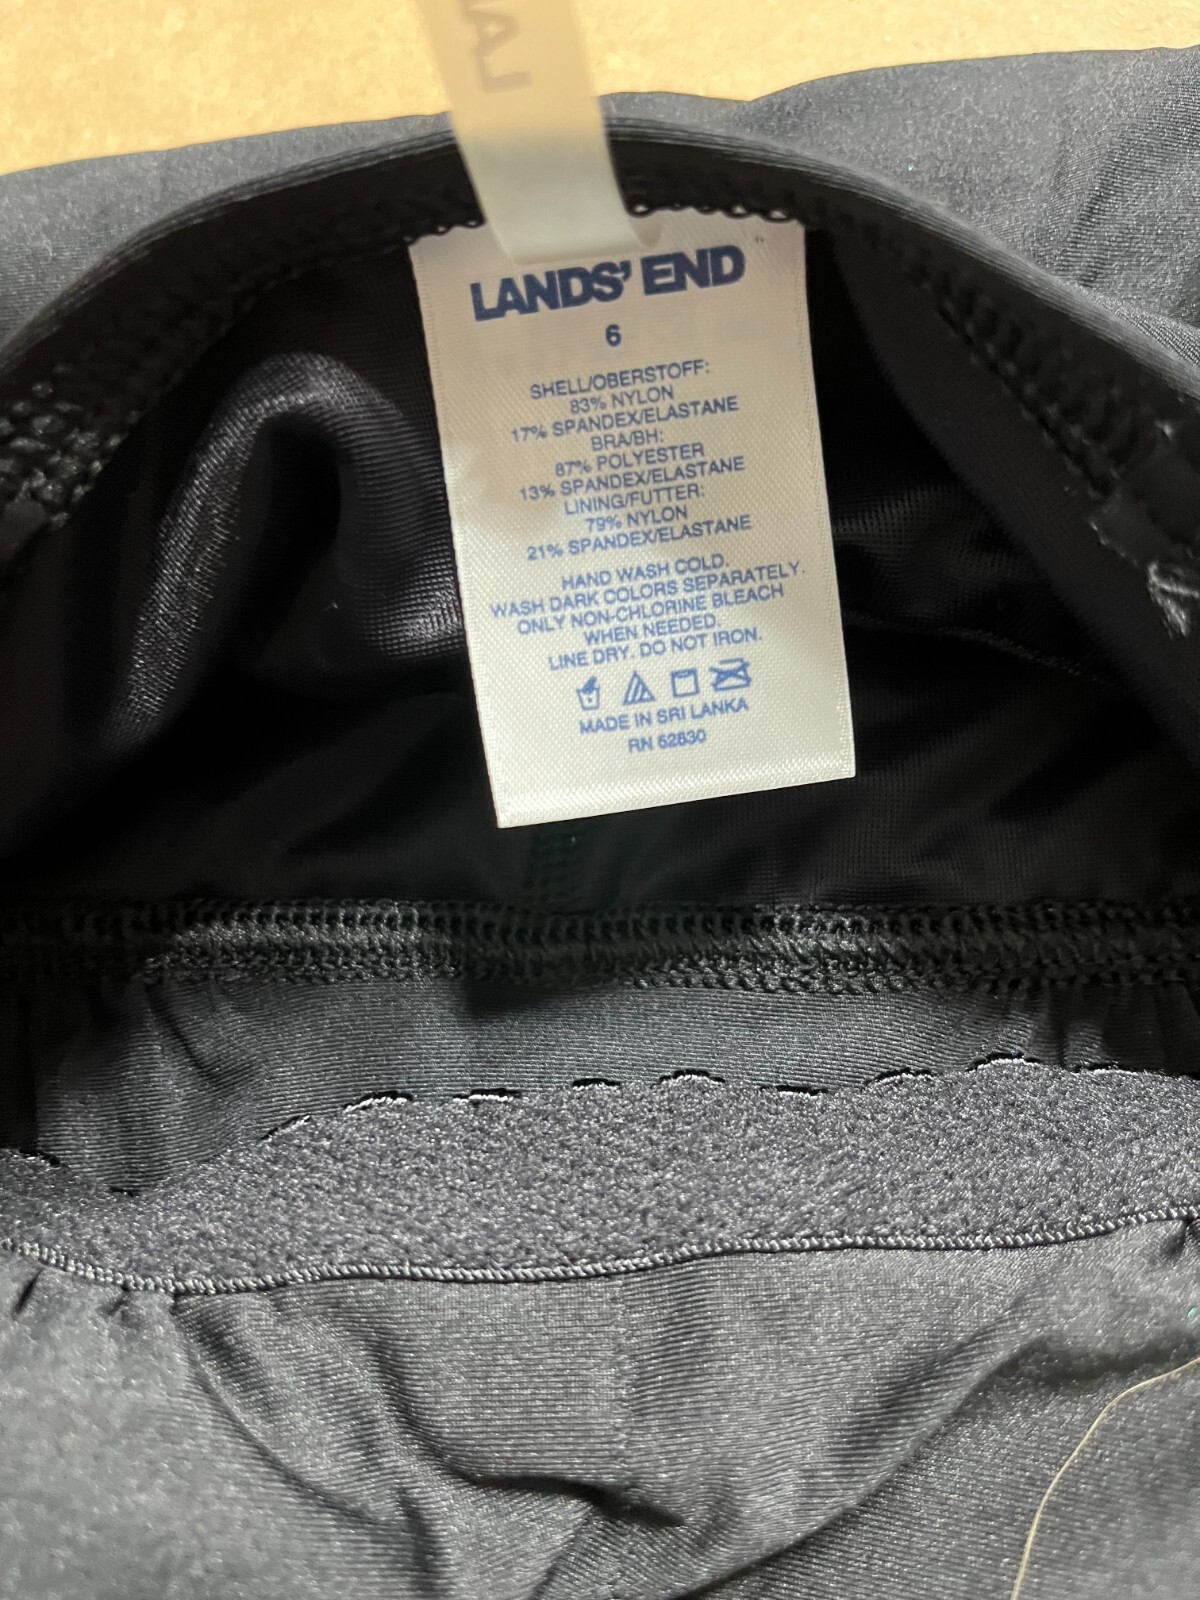 LAN
LANDS' END
6
SHELL/OBERSTOFF:
83% NYLON
17% SPANDEX/ELASTANE
BRA/BH:
87% POLYESTER
13% SPANDEX/ELASTANE
LINING/FUTTER:
79% NYLON
21% SPANDEX/ELASTANE
HAND WASH COLD.
WASH DARK COLORS SEPARATELY.
ONLY NON-CHLORINE BLEACH
WHEN NEEDED.
LINE DRY. DO NOT IRON.
MADE IN SRI LANKA
RN 62830